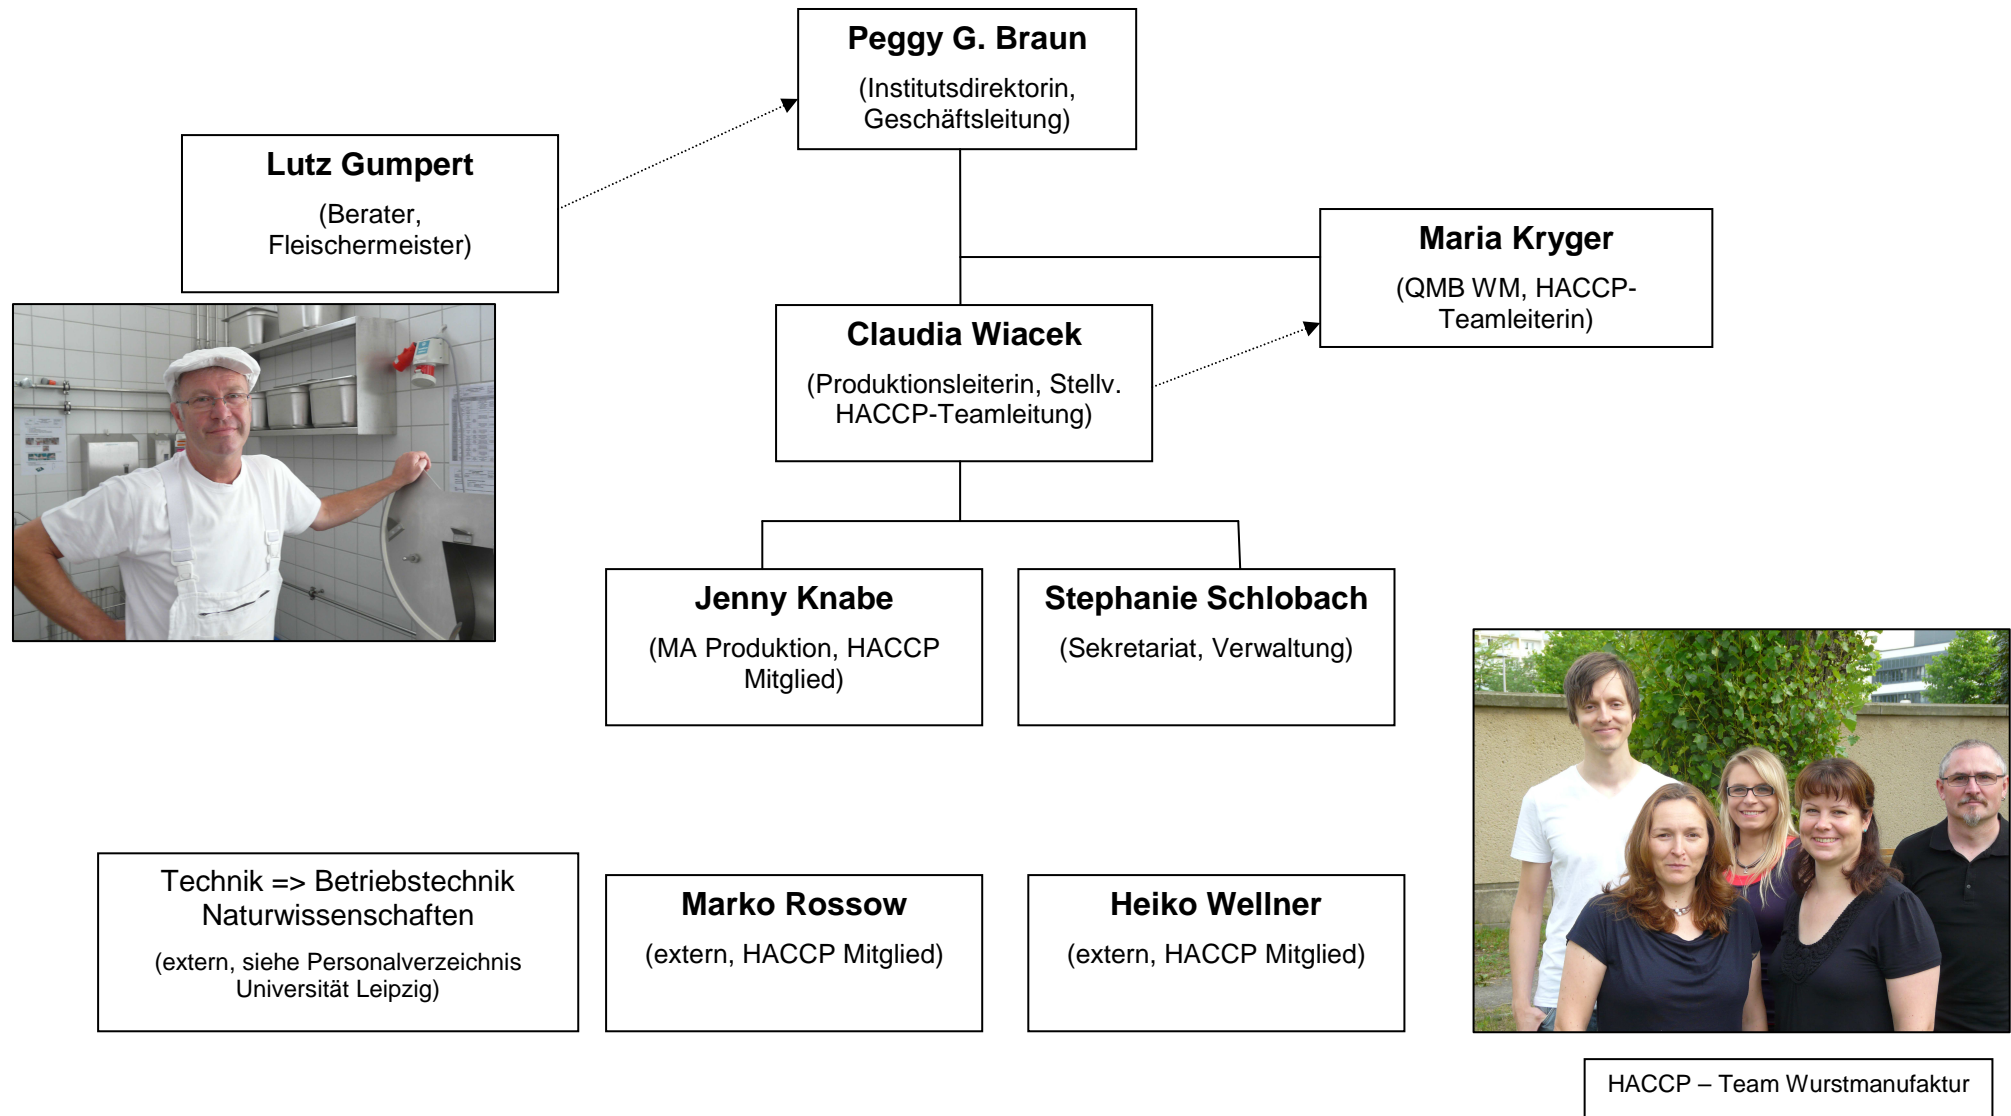 Peggy G. Braun
(Institutsdirektorin,
Geschäftsleitung)
Lutz Gumpert
(Berater,
Fleischermeister)
Maria Kryger
(QMB WM, HACCP-
Teamleiterin)
Claudia Wiacek
(Produktionsleiterin, Stellv.
HACCP-Teamleitung)
Jenny Knabe
(MA Produktion, HACCP
Mitglied)
Stephanie Schlobach
(Sekretariat, Verwaltung)
Technik => Betriebstechnik
Naturwissenschaften
(extern, siehe Personalverzeichnis
Universität Leipzig)
Marko Rossow
(extern, HACCP Mitglied)
Heiko Wellner
(extern, HACCP Mitglied)
HACCP – Team Wurstmanufaktur